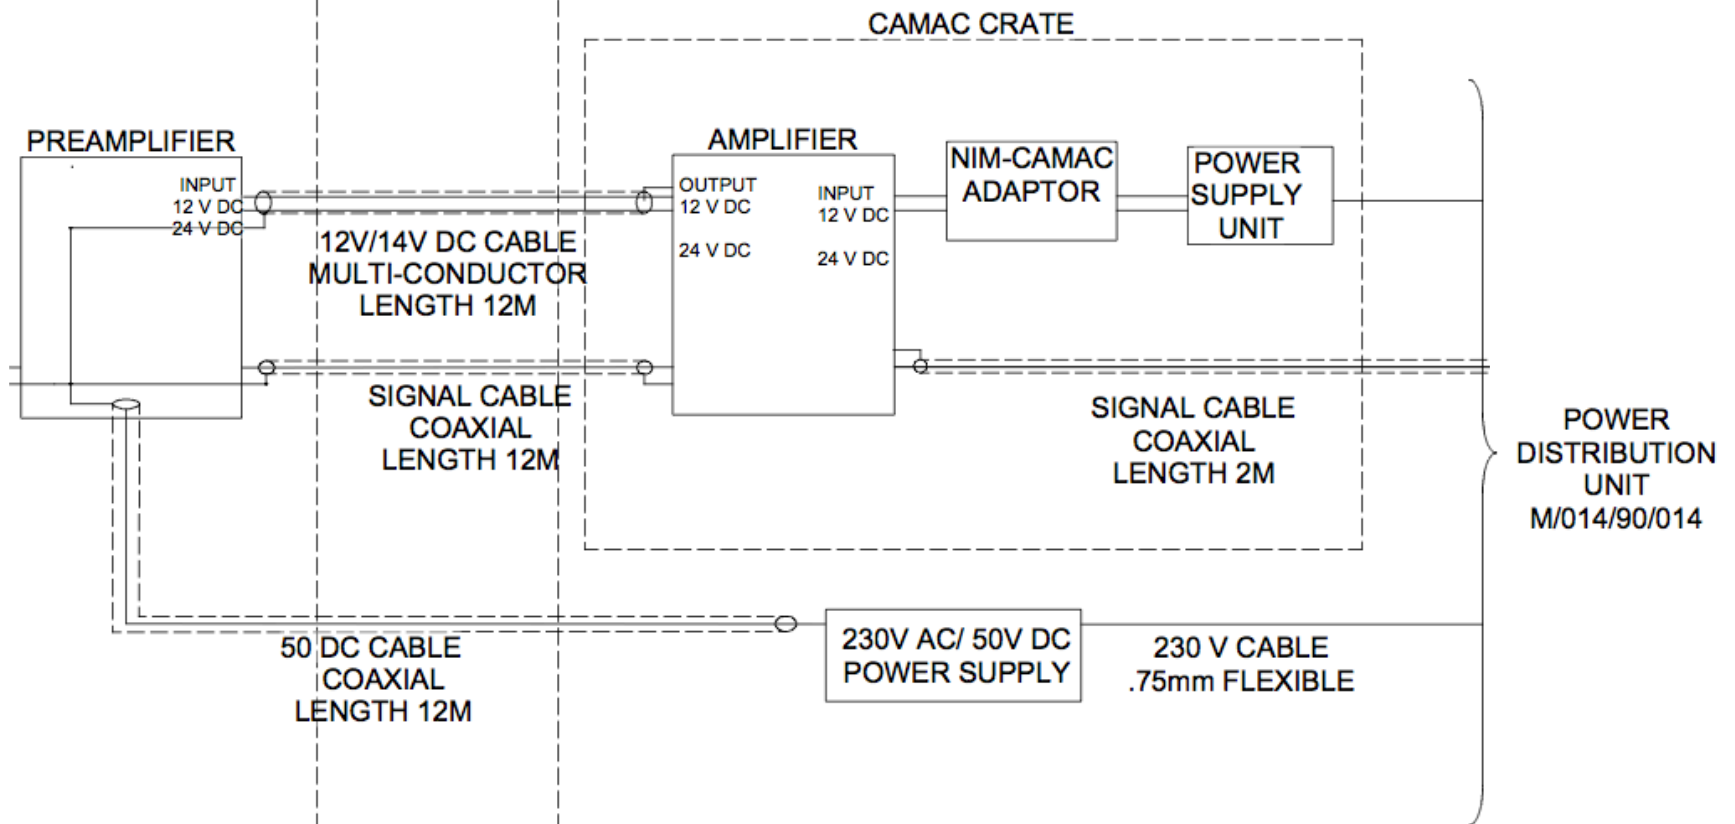 CAMAC CRATE
PREAMPLIFIER
INPUT
12 V DC
24 V DC
12V/14V DC CABLE
MULTI-CONDUCTOR
LENGTH 12M
AMPLIFIER
OUTPUT
12 V DC
24 V DC
INPUT
12 V DC
24 V DC
NIM-CAMAC
ADAPTOR
POWER
SUPPLY
UNIT
SIGNAL CABLE
COAXIAL
LENGTH 12M
SIGNAL CABLE
COAXIAL
LENGTH 2M
POWER
DISTRIBUTION
UNIT
M/014/90/014
50 DC CABLE
COAXIAL
LENGTH 12M
230V AC/ 50V DC
POWER SUPPLY
230 V CABLE
.75mm FLEXIBLE